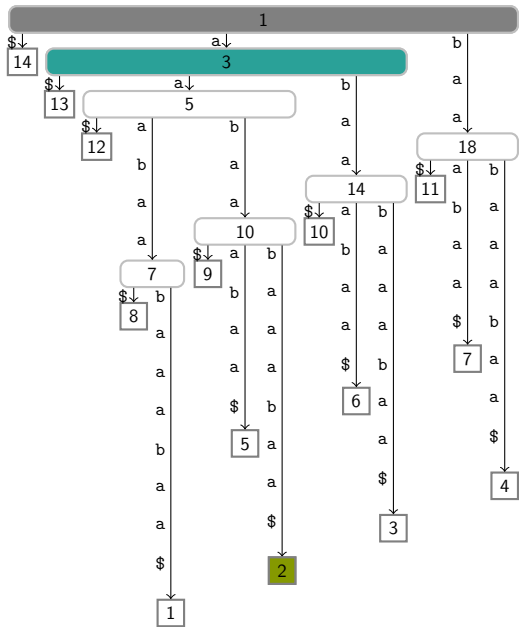 1
$ a b
14 3 a
$ a b a
13 5 a 18
$ a b a $ a b
12 b a 14 11 b a
a a $ a b a a
a 10 10 b a a b
7 $ a b a a $ a
$ b 9 b a a b 7 a
8 a a a $ a $
a a b 6 a 4
a $ a $
b 5 a 3
a $
a 2
$
1